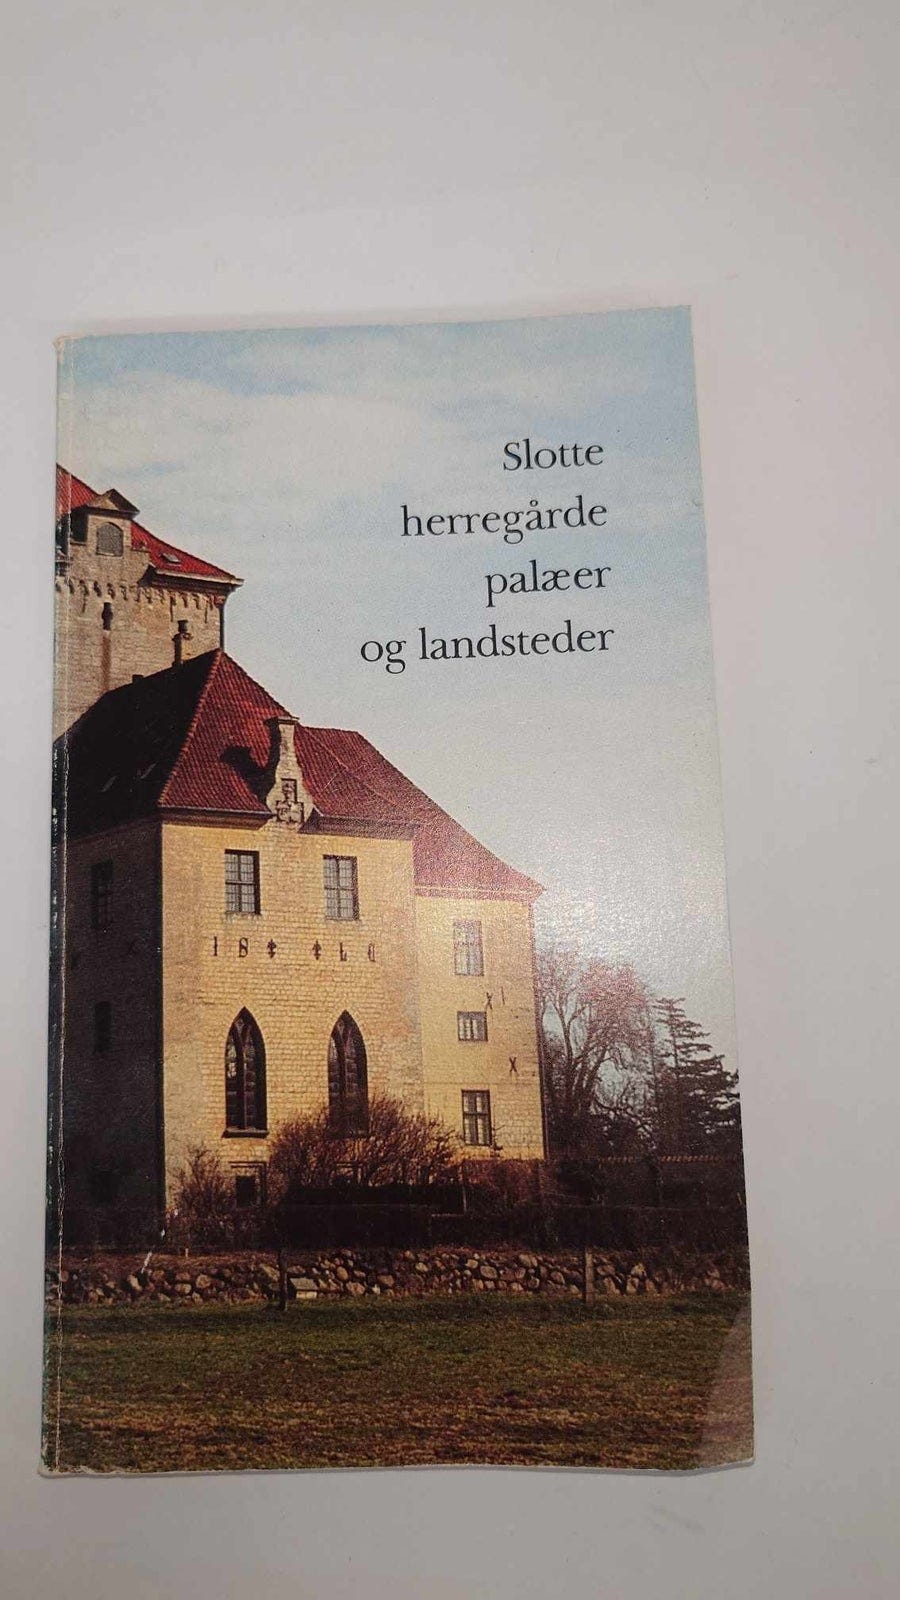 Slotte
herregårde
palæer
og landsteder